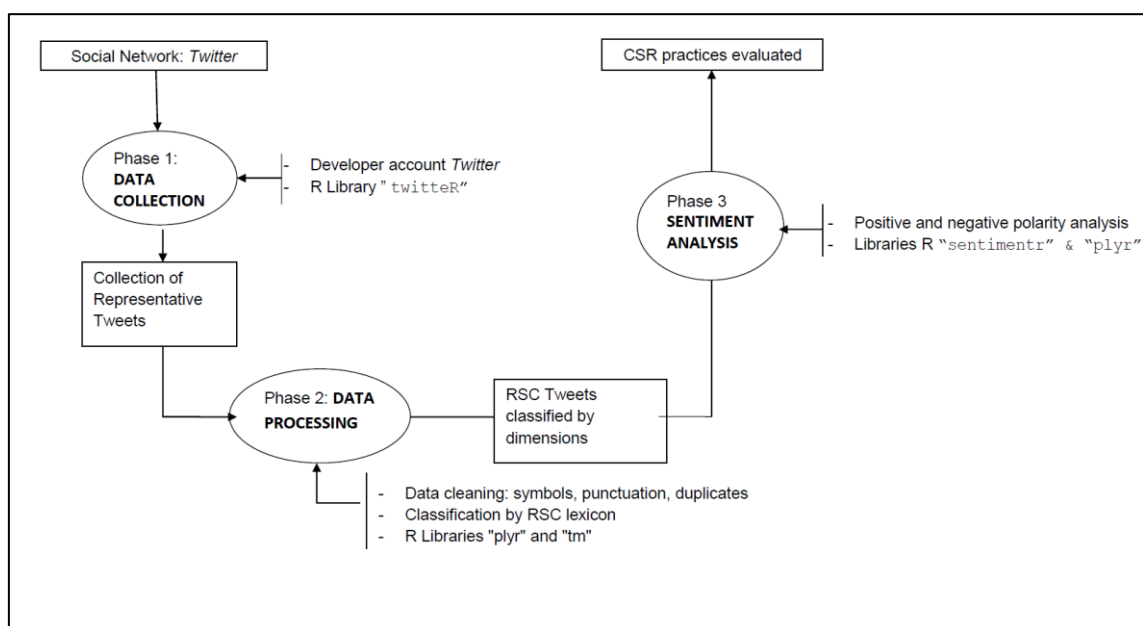 Social Network: Twitter
CSR practices evaluated
Phase 1:
DATA
COLLECTION
- Developer account Twitter
- R Library " twitteR”
Phase 3
SENTIMENT
ANALYSIS
- Positive and negative polarity analysis
- Libraries R “sentimentr” & “plyr”
Collection of
Representative
Tweets
Phase 2: DATA
PROCESSING
RSC Tweets
classified by
dimensions
- Data cleaning: symbols, punctuation, duplicates
- Classification by RSC lexicon
- R Libraries "plyr" and "tm"